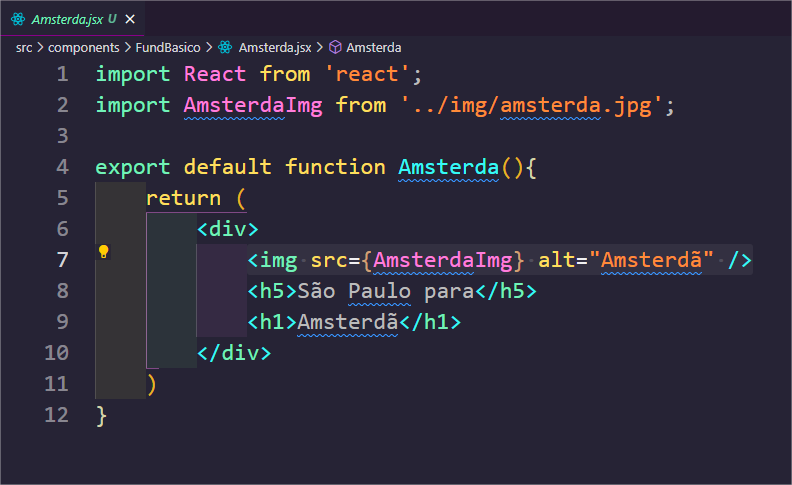 Amsterda.jsx U ×
src > components > FundBasico > Amsterda.jsx > Amsterda
1 import React from 'react';
2 import AmsterdaImg from '../img/amsterda.jpg';
3
4 export default function Amsterda(){
5 return (
6 <div>
7 <img src={AmsterdaImg} alt="Amsterdã" />
8 <h5>São Paulo para</h5>
9 <h1>Amsterdã</h1>
10 </div>
11 )
12 }